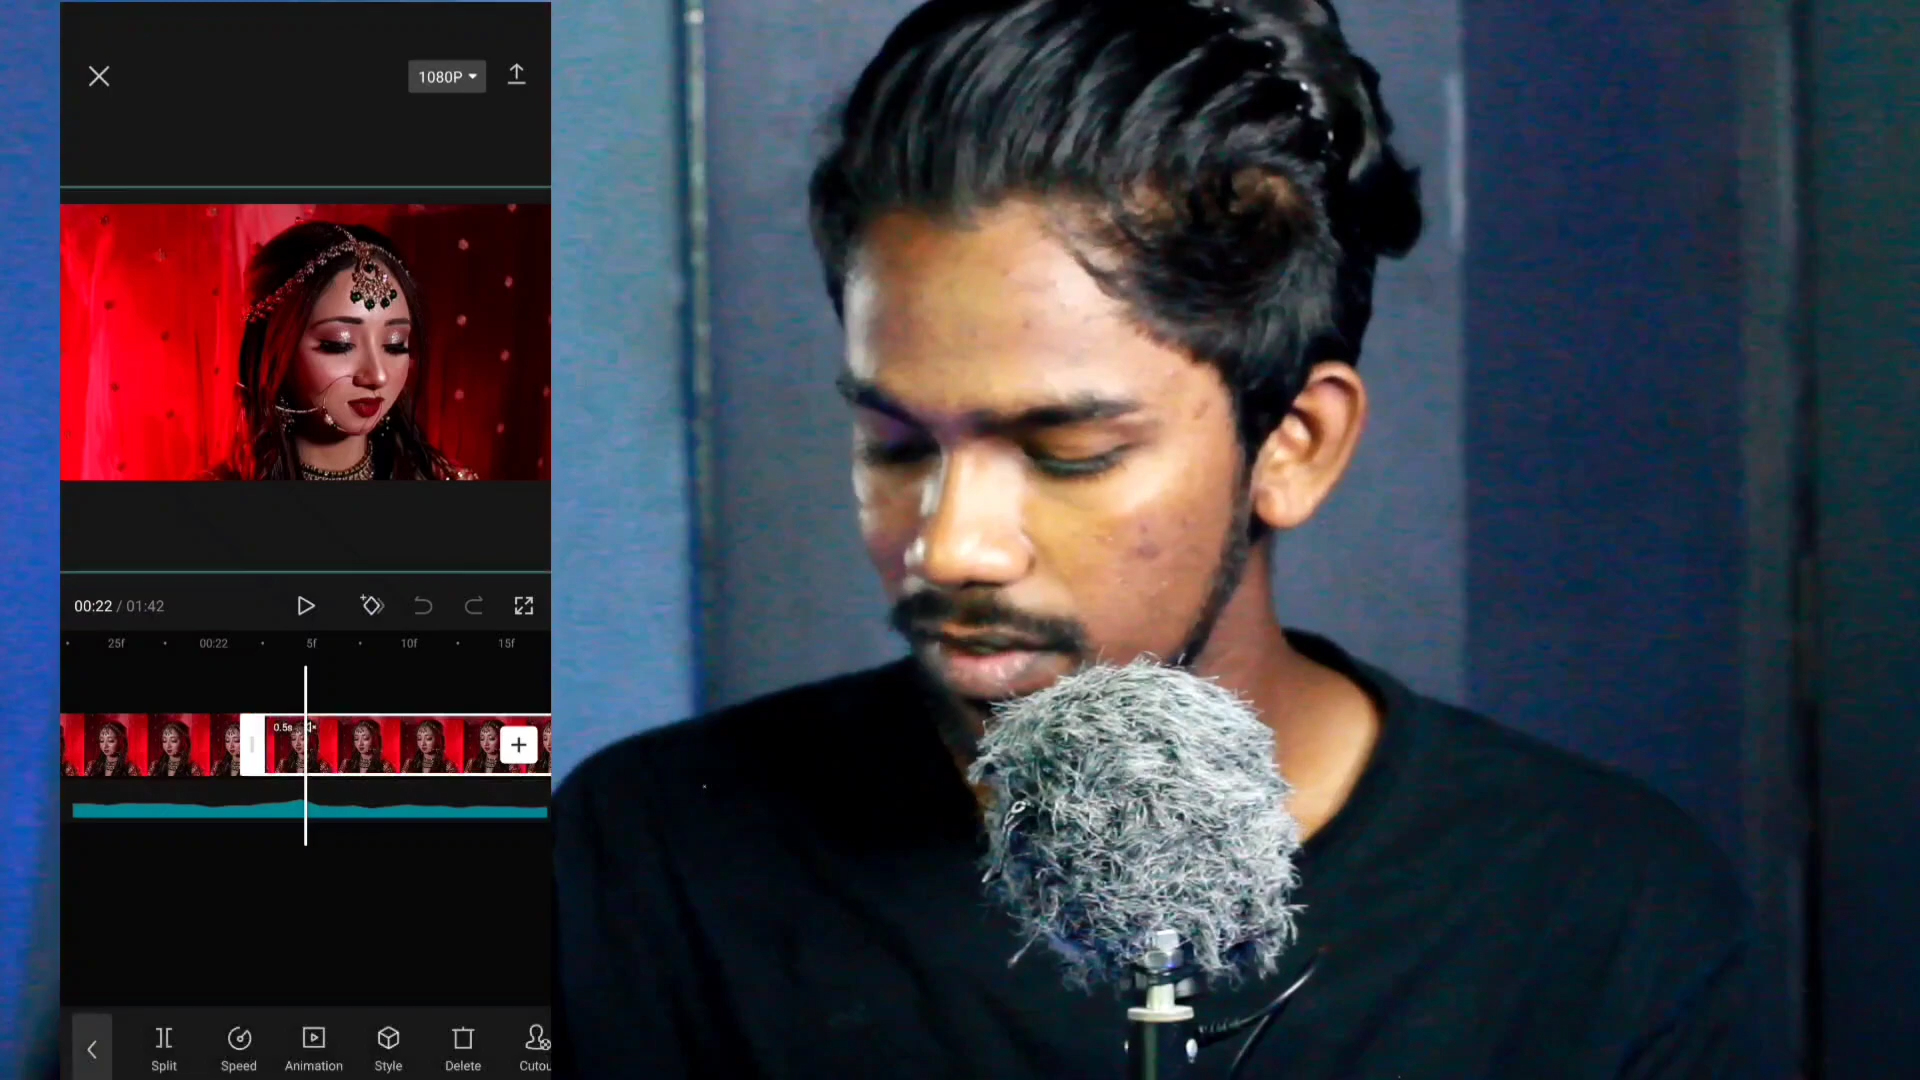 1080P
00:22 / 01:42
25f 00:22 5f 10f 15f
0.5s
Split Speed Animation Style Delete Cutou